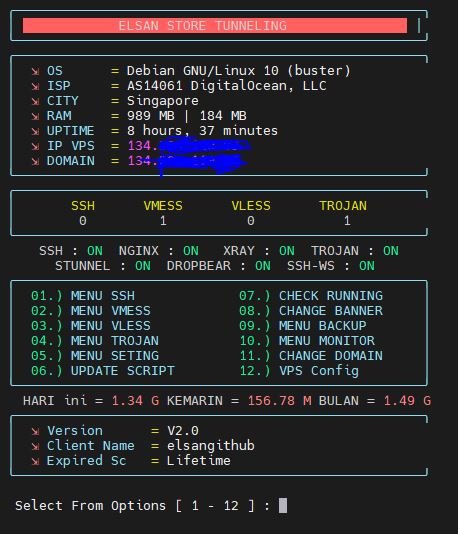 ELSAN STORE TUNNELING
⇲ OS = Debian GNU/Linux 10 (buster)
⇲ ISP = AS14061 DigitalOcean, LLC
⇲ CITY = Singapore
⇲ RAM = 989 MB | 184 MB
⇲ UPTIME = 8 hours, 37 minutes
⇲ IP VPS = 134.
⇲ DOMAIN = 134.
SSH VMESS VLESS TROJAN
0 1 0 1
SSH : ON NGINX : ON XRAY : ON TROJAN : ON
STUNNEL : ON DROPBEAR : ON SSH-WS : ON
01.) MENU SSH 07.) CHECK RUNNING
02.) MENU VMESS 08.) CHANGE BANNER
03.) MENU VLESS 09.) MENU BACKUP
04.) MENU TROJAN 10.) MENU MONITOR
05.) MENU SETING 11.) CHANGE DOMAIN
06.) UPDATE SCRIPT 12.) VPS Config
HARI ini = 1.34 G KEMARIN = 156.78 M BULAN = 1.49 G
⇲ Version = V2.0
⇲ Client Name = elsangithub
⇲ Expired Sc = Lifetime
Select From Options [ 1 - 12 ] :